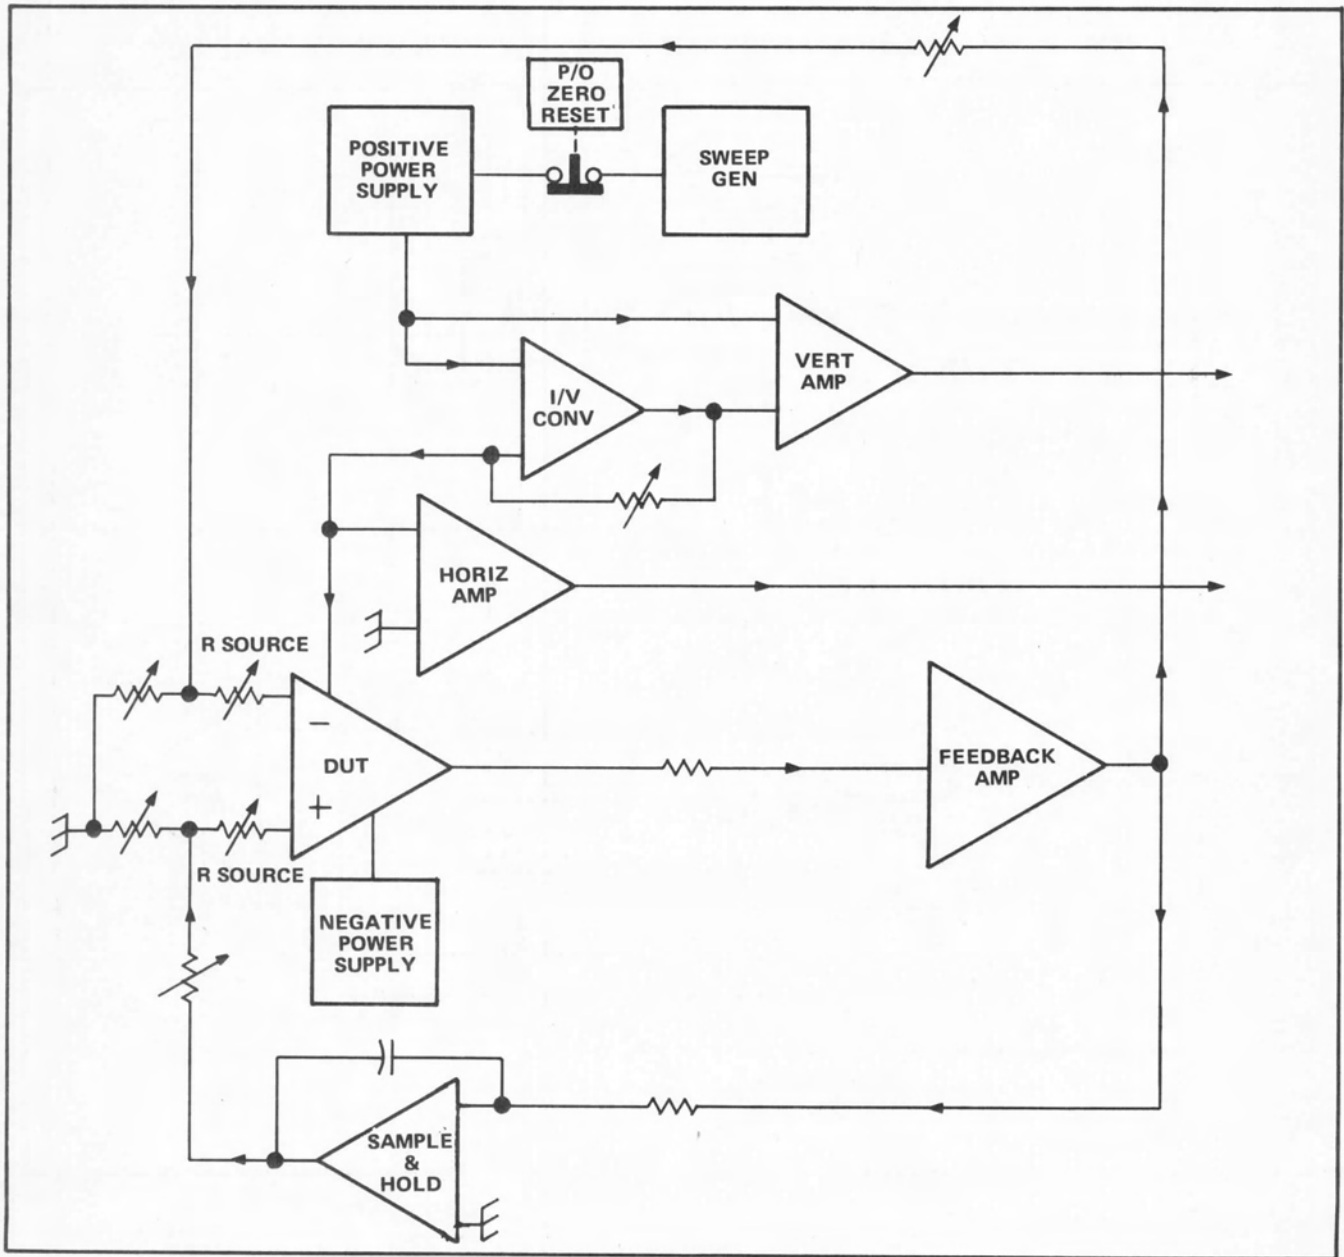 P/O
ZERO
RESET
POSITIVE
POWER
SUPPLY
SWEEP
GEN
VERT
AMP
I/V
CONV
HORIZ
AMP
R SOURCE
−
DUT
+
FEEDBACK
AMP
R SOURCE
NEGATIVE
POWER
SUPPLY
SAMPLE
&
HOLD